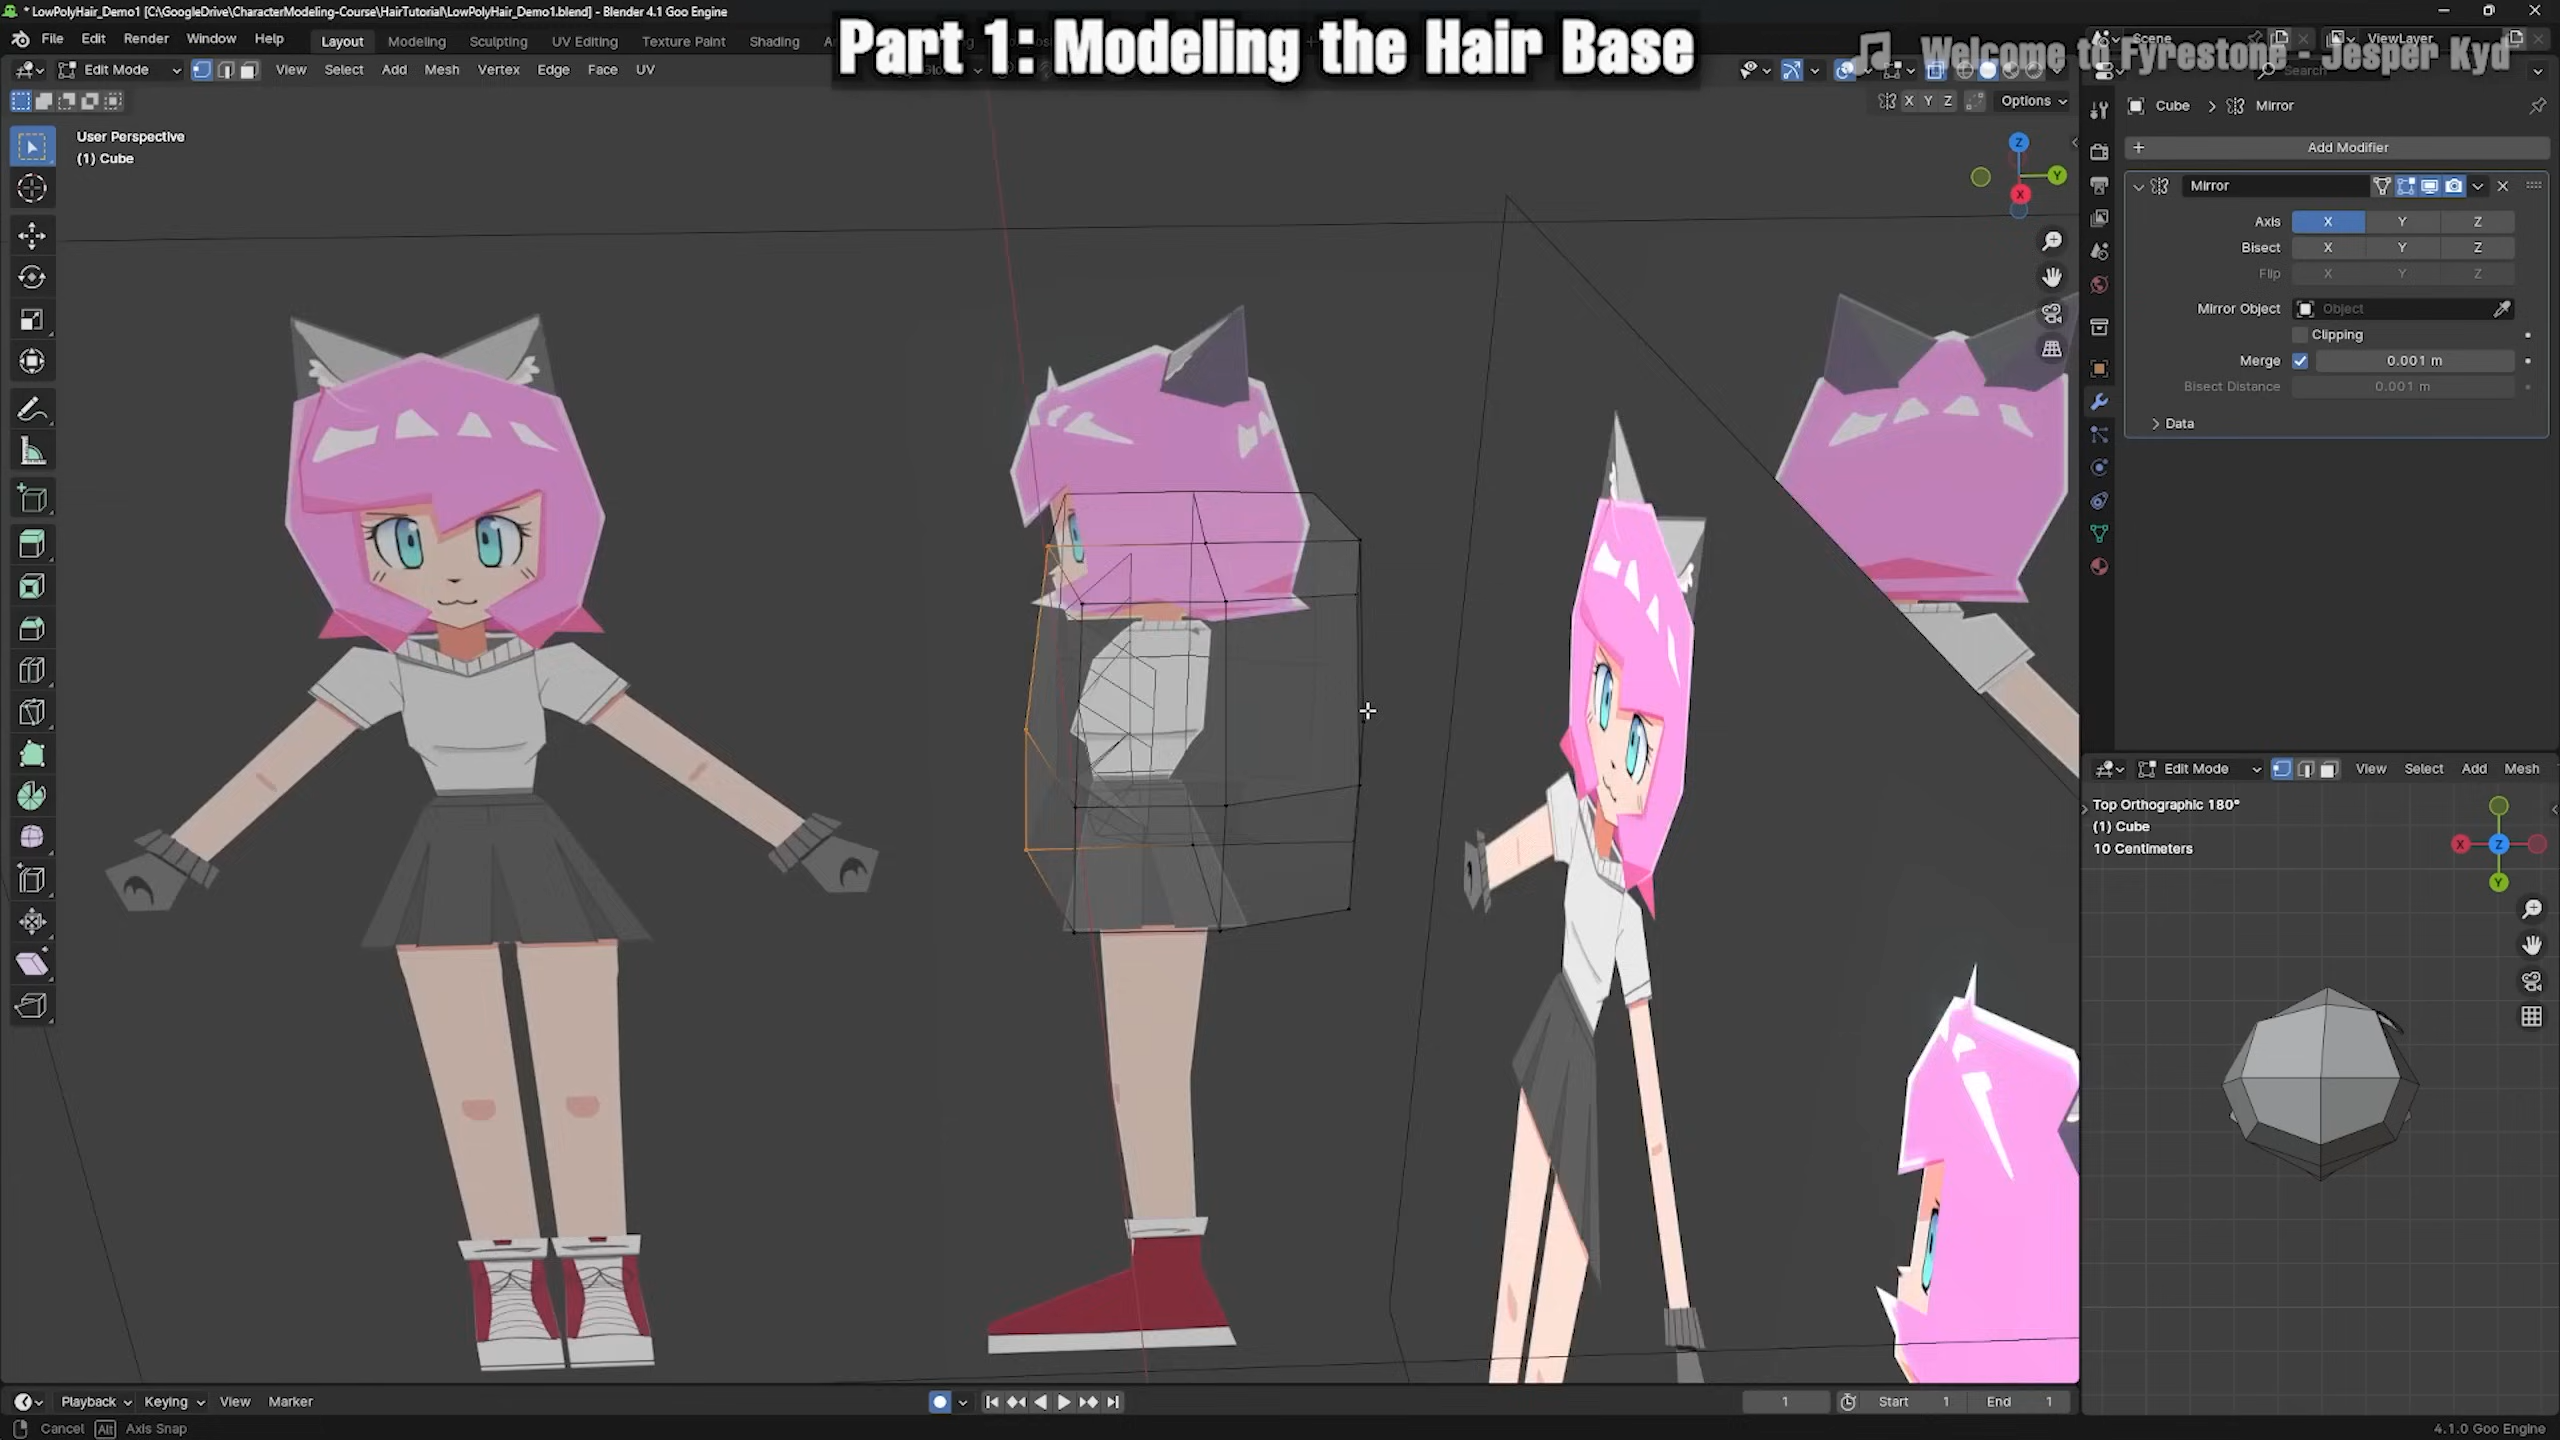 * LowPolyHair_Demo1 [C:\GoogleDrive\CharacterModeling-Course\HairTutorial\LowPolyHair_Demo1.blend] - Blender 4.1 Goo Engine
File Edit Render Window Help Layout Modeling Sculpting UV Editing Texture Paint Shading
Part 1: Modeling the Hair Base
Scene ViewLayer
Welcome to Fyrestone - Jesper Kyd
Edit Mode View Select Add Mesh Vertex Edge Face UV
Search
X Y Z Options
User Perspective
(1) Cube
Z
Y
X
Cube > Mirror
Add Modifier
Mirror
Axis X Y Z
Bisect X Y Z
Flip X Y Z
Mirror Object Object
Clipping
Merge 0.001 m
Bisect Distance 0.001 m
Data
Edit Mode View Select Add Mesh
Top Orthographic 180°
(1) Cube
10 Centimeters
X Z
Y
Playback Keying View Marker
1 Start 1 End 1
Cancel Alt Axis Snap
4.1.0 Goo Engine